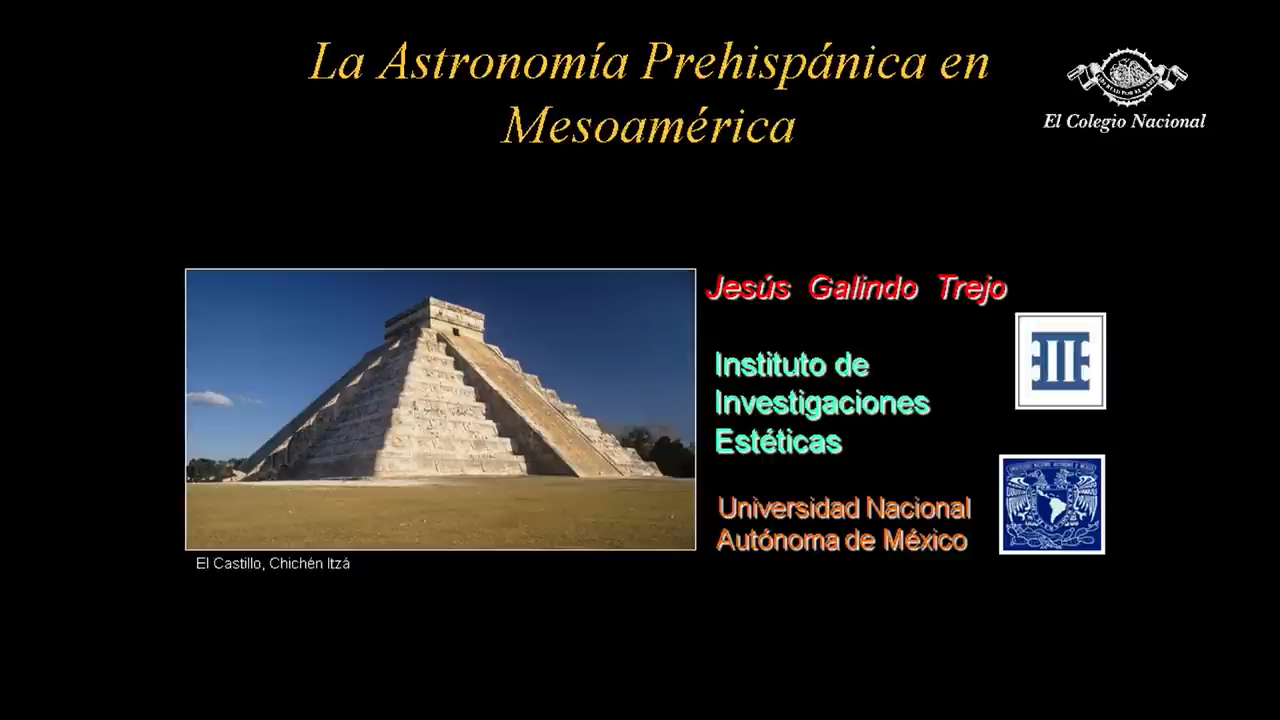 La Astronomía Prehispánica en
Mesoamérica
El Colegio Nacional
Jesús Galindo Trejo
Instituto de
Investigaciones
Estéticas
Universidad Nacional
Autónoma de México
El Castillo, Chichén Itzá